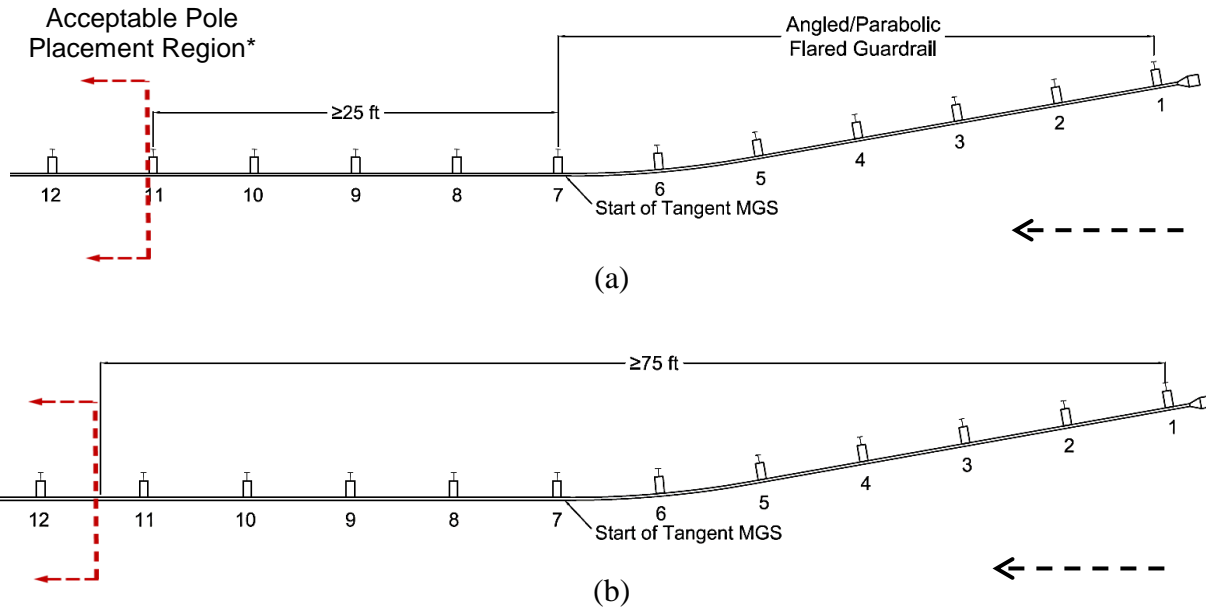 Acceptable Pole
Placement Region*
Angled/Parabolic
Flared Guardrail
≥25 ft
1
2
3
4
5
6
7
8
9
10
11
12
Start of Tangent MGS
(a)
≥75 ft
1
2
3
4
5
6
7
8
9
10
11
12
Start of Tangent MGS
(b)